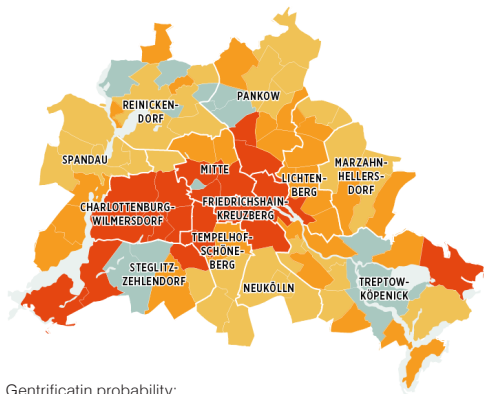 PANKOW
REINICKEN-
DORF
SPANDAU
MITTE
MARZAHN-
HELLERS-
DORF
LICHTEN-
BERG
CHARLOTTENBURG-
WILMERSDORF
FRIEDRICHSHAIN-
KREUZBERG
TEMPELHOF-
SCHÖNE-
BERG
STEGLITZ-
ZEHLENDORF
NEUKÖLLN
TREPTOW-
KÖPENICK
Gentrificatin probability: